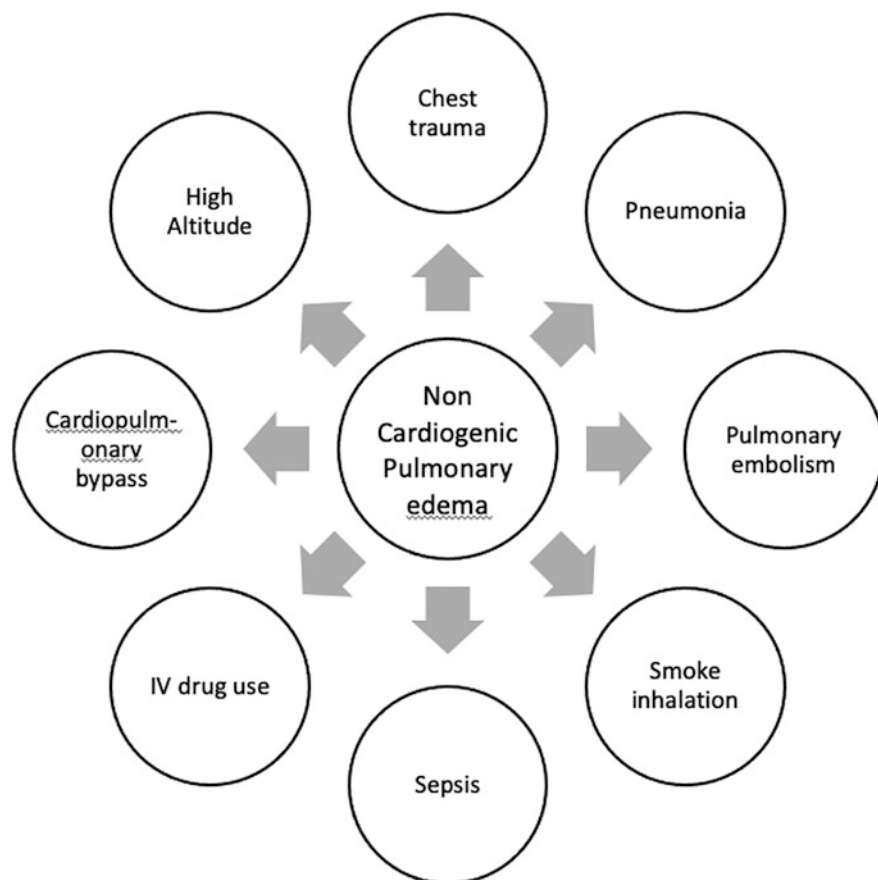 Chest
trauma
High
Altitude
Pneumonia
Cardiopulm-
onary
bypass
Non
Cardiogenic
Pulmonary
edema
Pulmonary
embolism
IV drug use
Smoke
inhalation
Sepsis